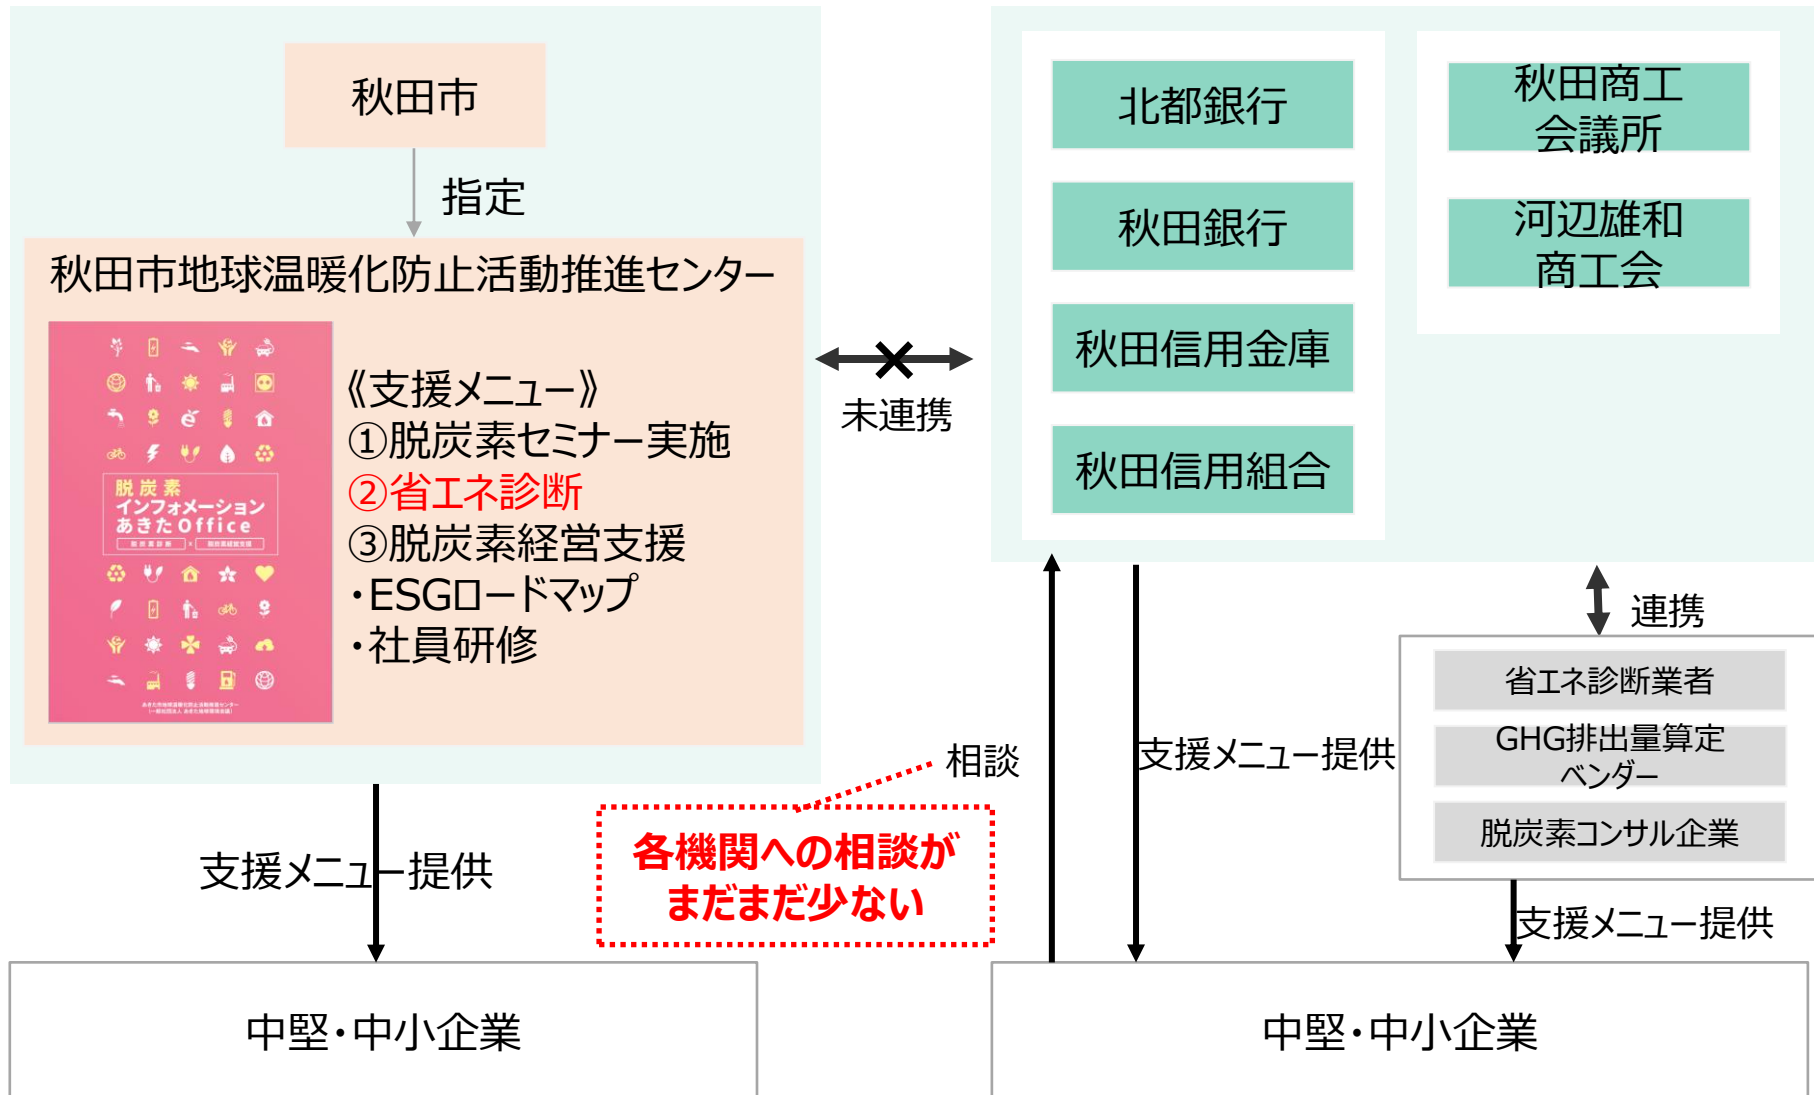 秋田市
指定
秋田市地球温暖化防止活動推進センター
脱炭素
インフォメーション
あきたOffice
《支援メニュー》
①脱炭素セミナー実施
②省エネ診断
③脱炭素経営支援
・ESGロードマップ
・社員研修
支援メニュー提供
中堅・中小企業
未連携
北都銀行
秋田銀行
秋田信用金庫
秋田信用組合
秋田商工
会議所
河辺雄和
商工会
連携
省エネ診断業者
GHG排出量算定
ベンダー
脱炭素コンサル企業
相談
各機関への相談が
まだまだ少ない
支援メニュー提供
支援メニュー提供
中堅・中小企業